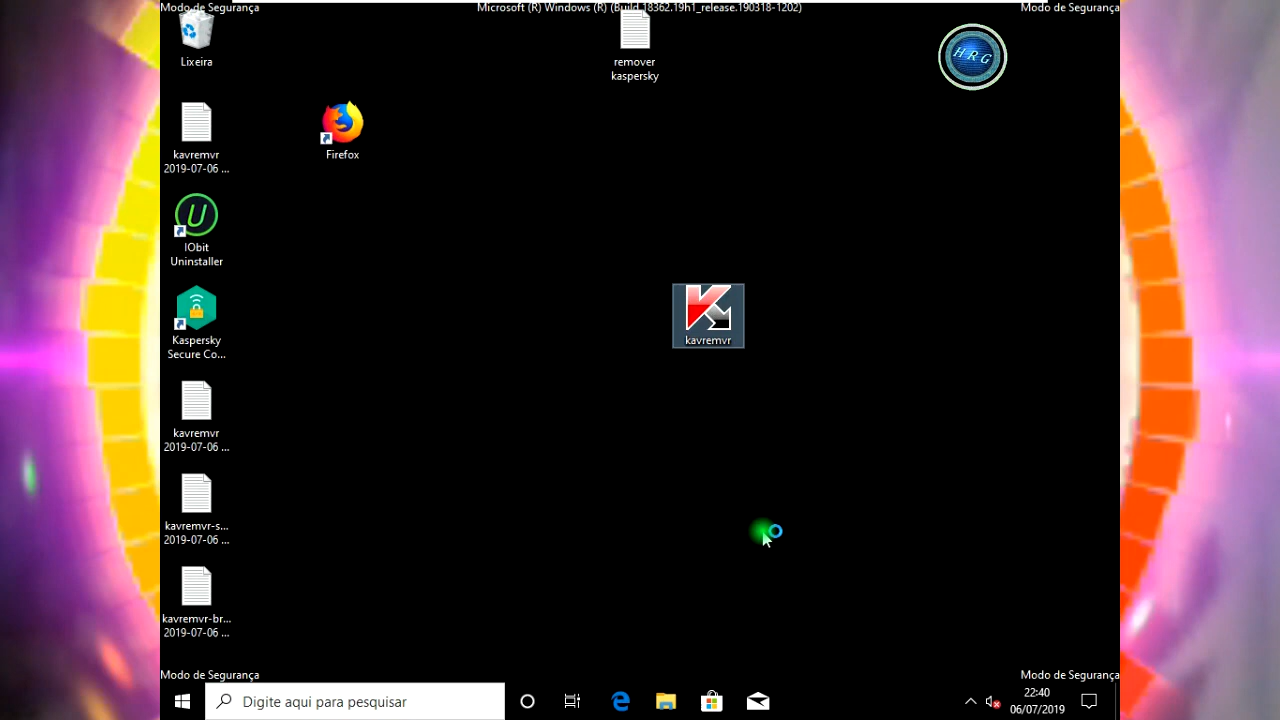 Modo de Segurança
Microsoft (R) Windows (R) (Build 18362.19h1_release.190318-1202)
Modo de Segurança
Lixeira
remover
kaspersky
H R G
kavremvr
2019-07-06 ...
Firefox
IObit
Uninstaller
Kaspersky
Secure Co...
kavremvr
kavremvr
2019-07-06 ...
kavremvr-s...
2019-07-06 ...
kavremvr-br...
2019-07-06 ...
Modo de Segurança
Modo de Segurança
Digite aqui para pesquisar
22:40
06/07/2019